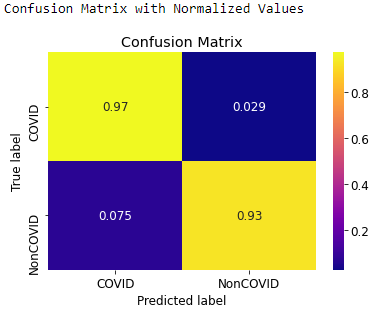 Confusion Matrix with Normalized Values
Confusion Matrix
COVID
NonCOVID
True label
0.97
0.029
0.075
0.93
COVID
NonCOVID
Predicted label
0.8
0.6
0.4
0.2